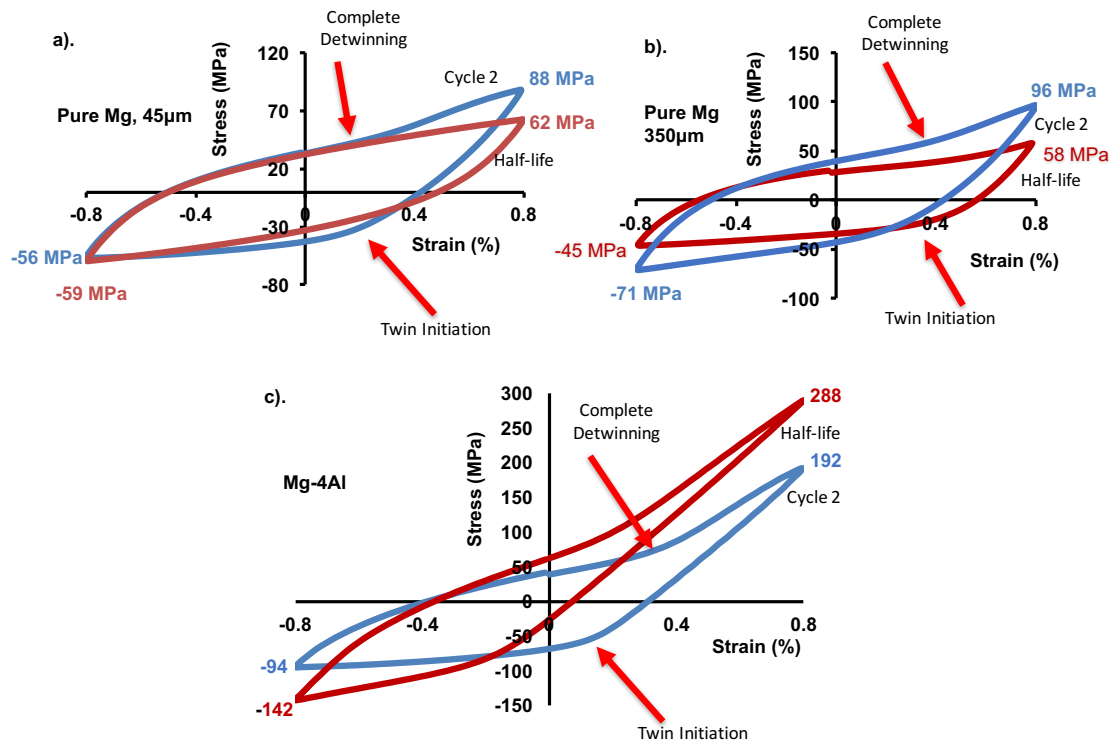 a).
Pure Mg, 45µm
Stress (MPa)
120
70
20
-30
-80
-0.8
-0.4
0
0.4
0.8
Strain (%)
Complete
Detwinning
Cycle 2
88 MPa
62 MPa
Half-life
-56 MPa
-59 MPa
Twin Initiation
b).
Pure Mg
350µm
Stress (MPa)
150
100
50
0
-50
-100
-0.8
-0.4
0
0.4
0.8
Strain (%)
Complete
Detwinning
96 MPa
Cycle 2
58 MPa
Half-life
-45 MPa
-71 MPa
Twin Initiation
c).
Mg-4Al
Stress (MPa)
300
250
200
150
100
50
0
-50
-100
-150
-0.8
-0.4
0
0.4
0.8
Strain (%)
Complete
Detwinning
288
Half-life
192
Cycle 2
-94
-142
Twin Initiation